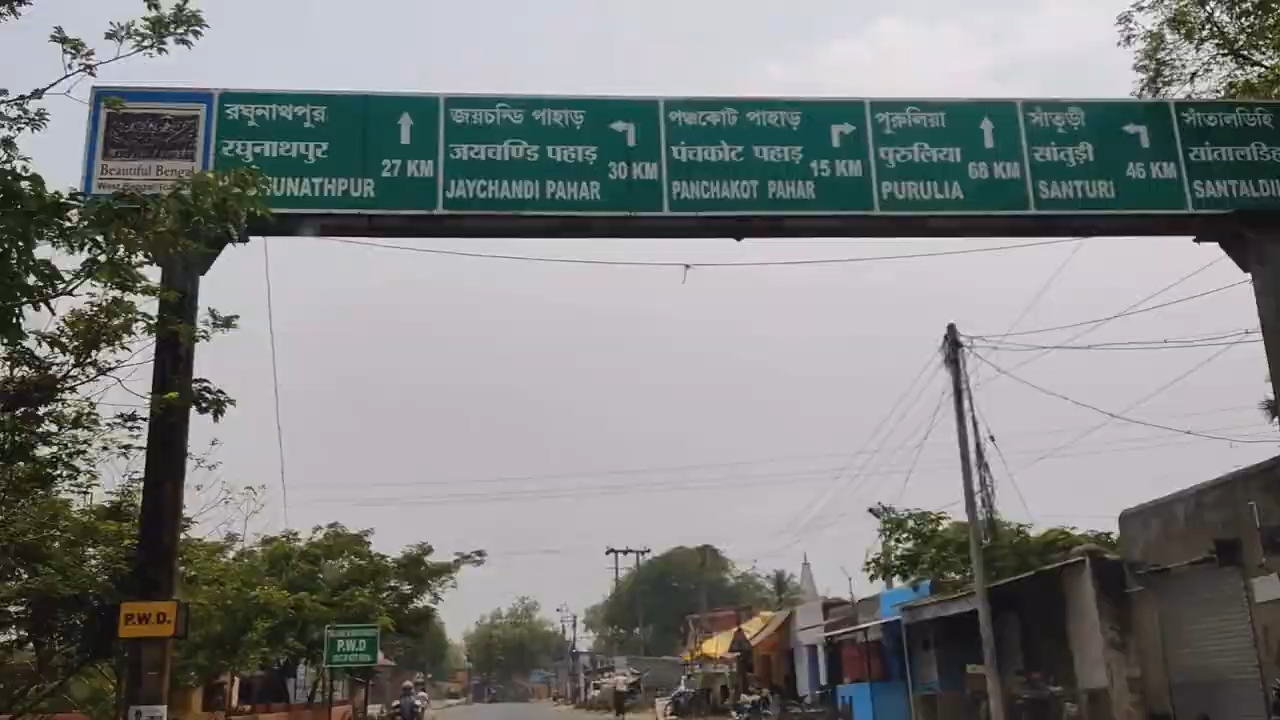 Beautiful Bengal
রঘুনাথপুর
रघुनाथपुर
27 KM
জয়চন্ডি পাহাড়
जयचण्डि पहाड़
30 KM
JAYCHANDI PAHAR
পঞ্চকোট পাহাড়
पंचकोट पहाड़
15 KM
PANCHAKOT PAHAR
পুরুলিয়া
पुरुलिया
68 KM
PURULIA
সাঁতুড়ী
सांतुड़ी
46 KM
SANTURI
P.W.D.
P.W.D